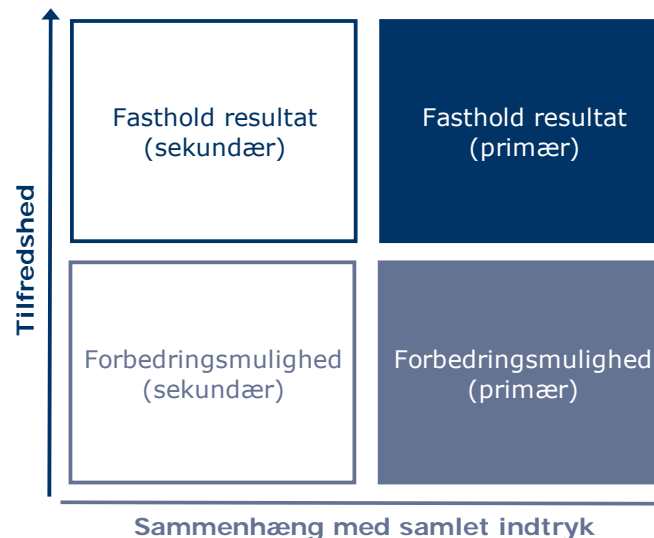 Tilfredshed
Fasthold resultat
(sekundær)
Fasthold resultat
(primær)
Forbedringsmulighed
(sekundær)
Forbedringsmulighed
(primær)
Sammenhæng med samlet indtryk